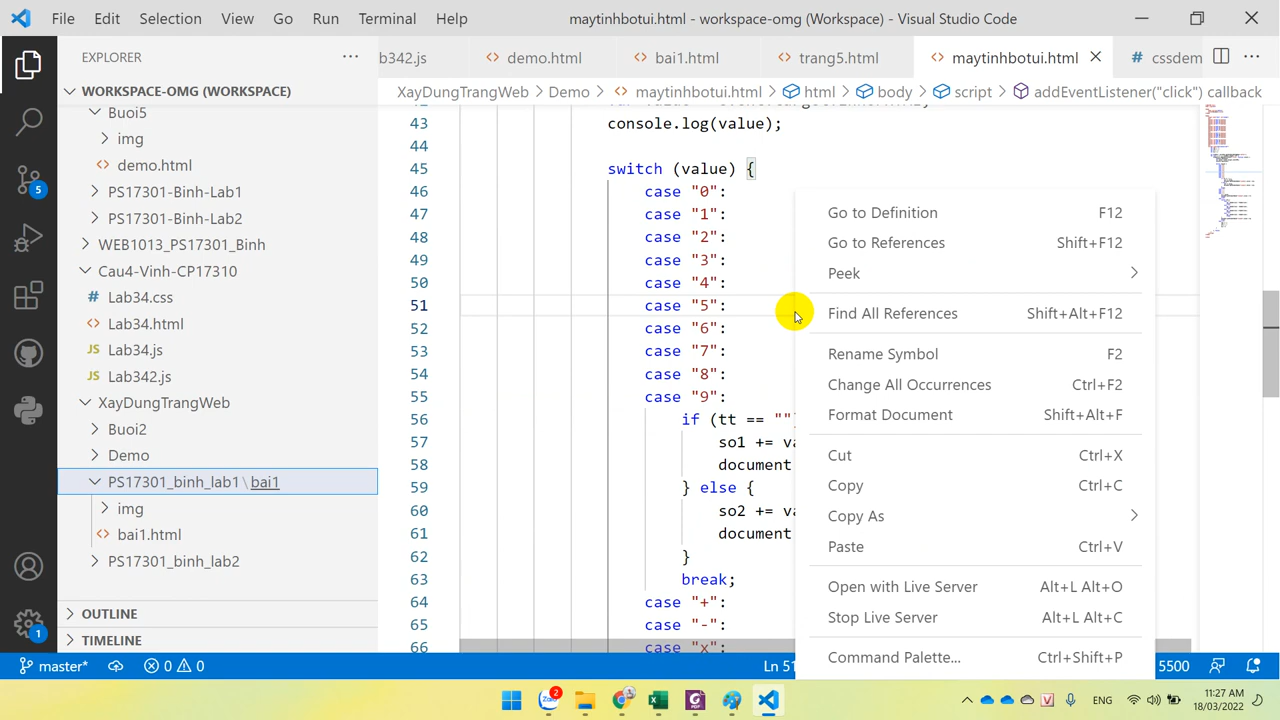 File Edit Selection View Go Run Terminal Help
maytinhbotui.html - workspace-omg (Workspace) - Visual Studio Code
EXPLORER
b342.js demo.html bai1.html trang5.html maytinhbotui.html # cssdem
WORKSPACE-OMG (WORKSPACE)
XayDungTrangWeb > Demo > maytinhbotui.html > html > body > script > addEventListener("click") callback
Buoi5
img
demo.html
PS17301-Binh-Lab1
PS17301-Binh-Lab2
WEB1013_PS17301_Binh
Cau4-Vinh-CP17310
# Lab34.css
Lab34.html
JS Lab34.js
JS Lab342.js
XayDungTrangWeb
Buoi2
Demo
PS17301_binh_lab1\bai1
img
bai1.html
PS17301_binh_lab2
OUTLINE
TIMELINE
5
1
43 console.log(value);
44
45 switch (value) {
46 case "0":
47 case "1":
48 case "2":
49 case "3":
50 case "4":
51 case "5":
52 case "6":
53 case "7":
54 case "8":
55 case "9":
56 if (tt == "")
57 so1 += va
58 document
59 } else {
60 so2 += va
61 document
62 }
63 break;
64 case "+":
65 case "-":
66 case "x":
Go to Definition F12
Go to References Shift+F12
Peek
Find All References Shift+Alt+F12
Rename Symbol F2
Change All Occurrences Ctrl+F2
Format Document Shift+Alt+F
Cut Ctrl+X
Copy Ctrl+C
Copy As
Paste Ctrl+V
Open with Live Server Alt+L Alt+O
Stop Live Server Alt+L Alt+C
Command Palette... Ctrl+Shift+P
master* 0 0 Ln 51 5500
2
ENG
11:27 AM
18/03/2022